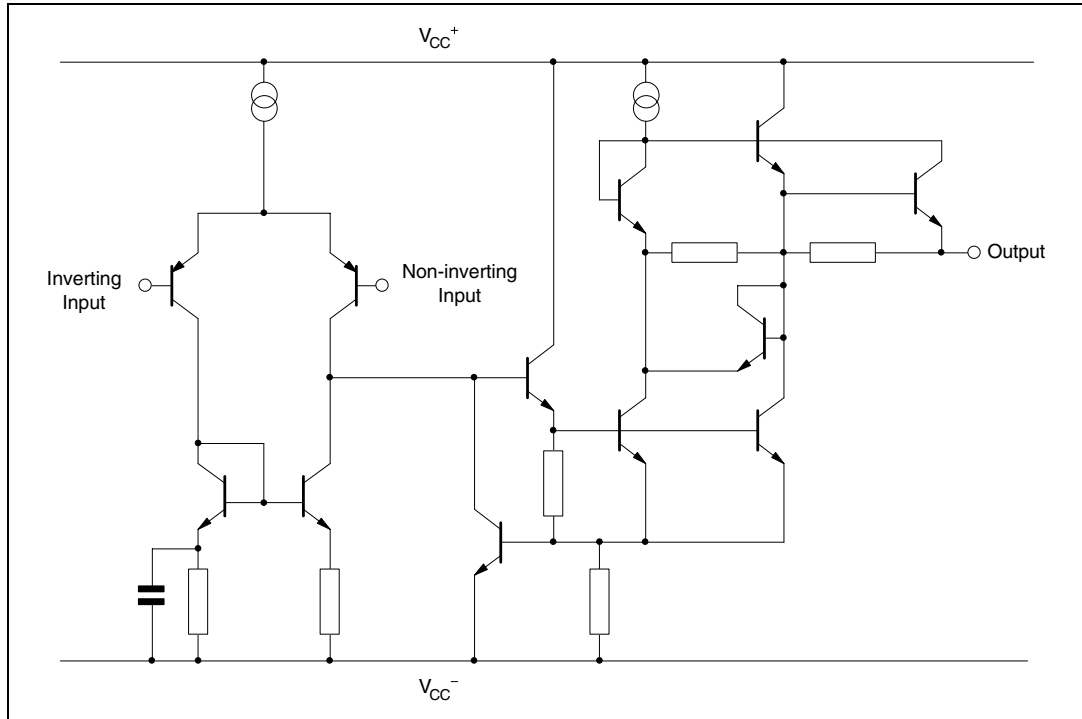 VCC+
Inverting
Input
Non-inverting
Input
Output
VCC−